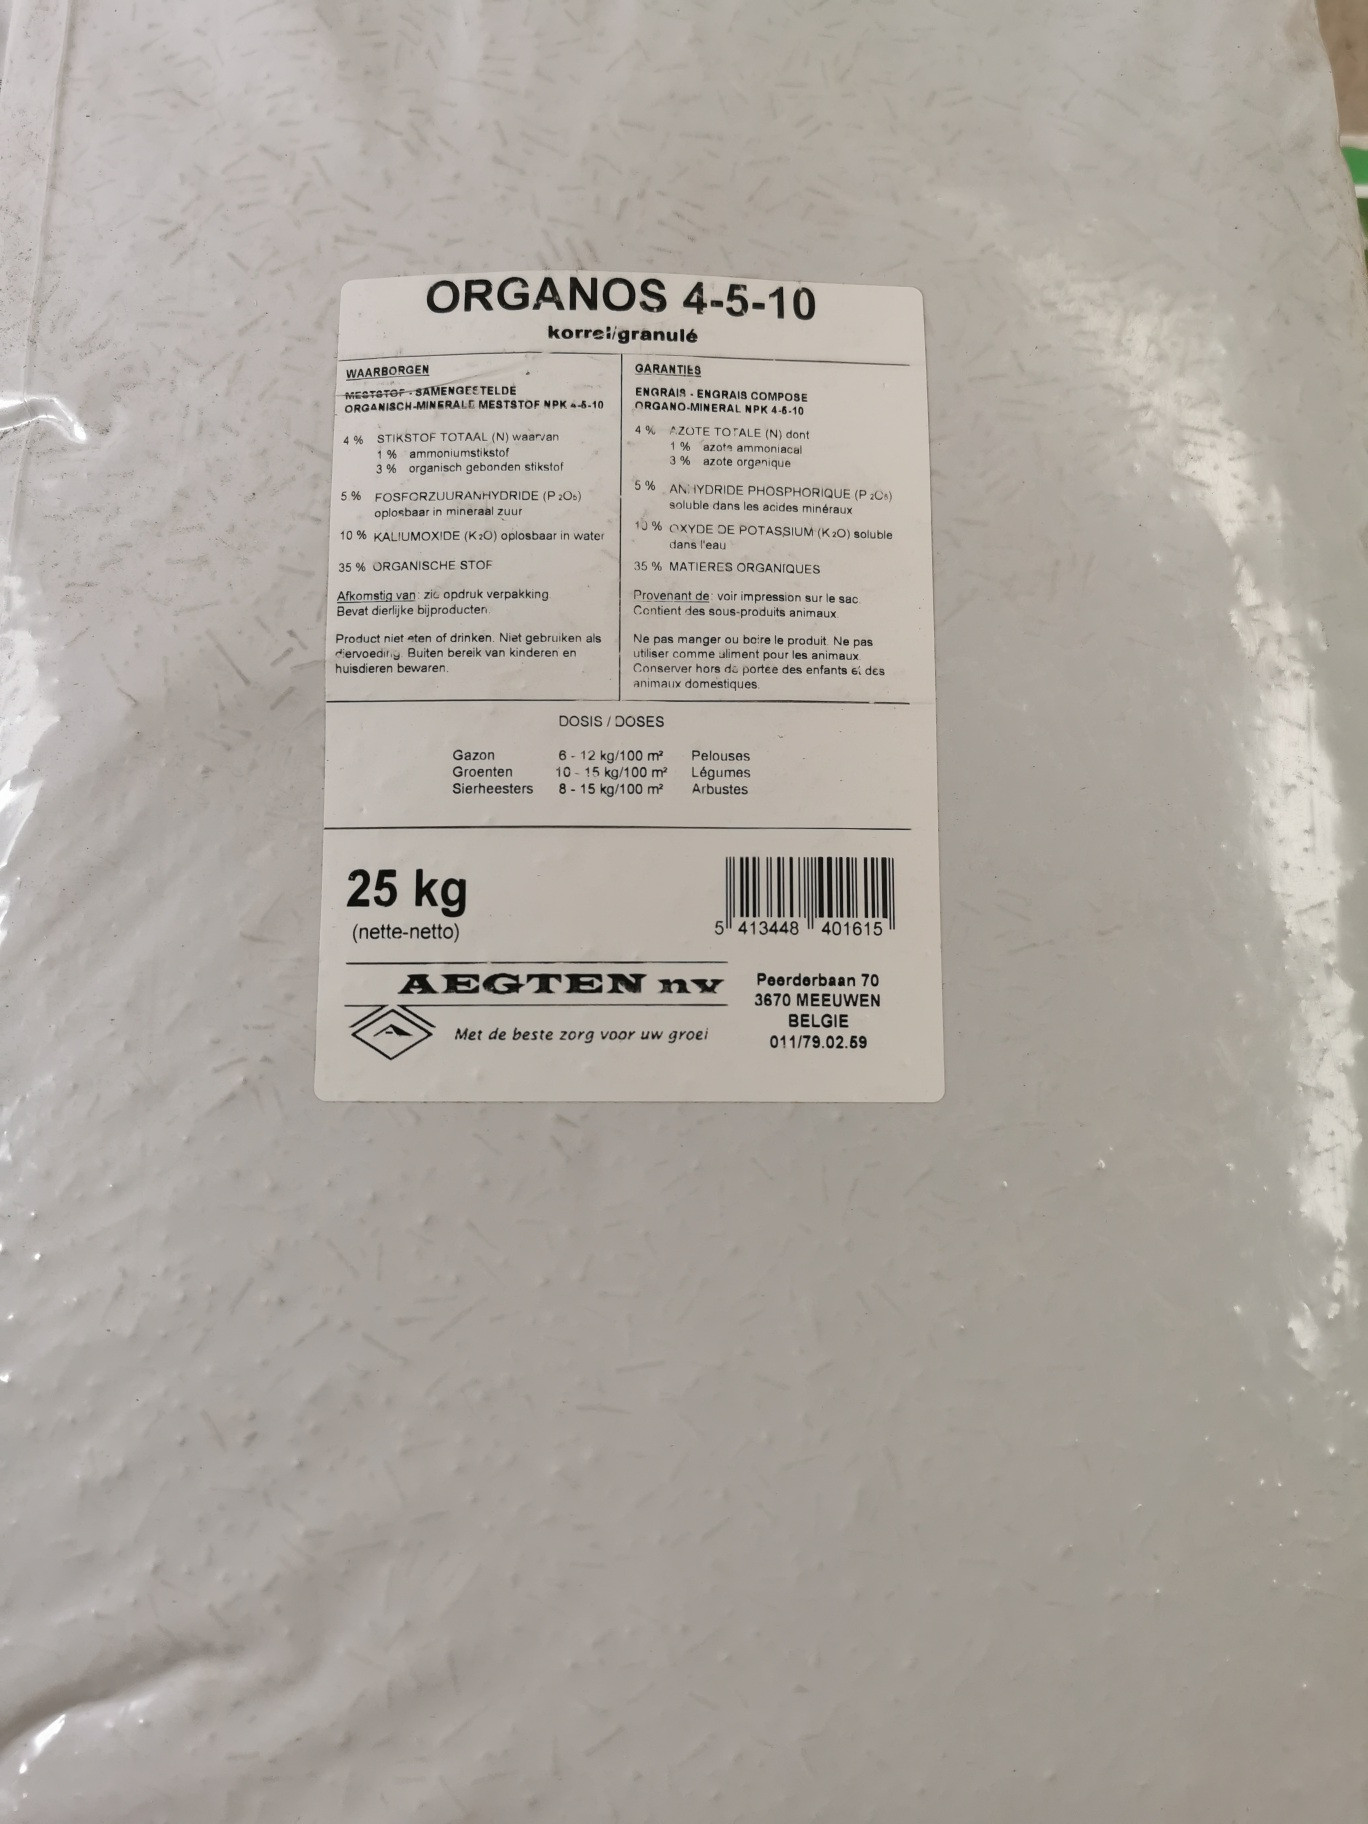 ORGANOS 4-5-10
korrel/granulé
WAARBORGEN
MESTSTOF - SAMENGESTELDE
ORGANISCH-MINERALE MESTSTOF NPK 4-5-10
4 % STIKSTOF TOTAAL (N) waarvan
1 % ammoniumstikstof
3 % organisch gebonden stikstof
5 % FOSFORZUURANHYDRIDE (P2O5)
oplosbaar in mineraal zuur
10 % KALIUMOXIDE (K2O) oplosbaar in water
35 % ORGANISCHE STOF
Afkomstig van: zie opdruk verpakking.
Bevat dierlijke bijproducten.
Product niet eten of drinken. Niet gebruiken als
diervoeding. Buiten bereik van kinderen en
huisdieren bewaren.
GARANTIES
ENGRAIS - ENGRAIS COMPOSE
ORGANO-MINERAL NPK 4-5-10
4 % AZOTE TOTALE (N) dont
1 % azote ammoniacal
3 % azote organique
5 % ANHYDRIDE PHOSPHORIQUE (P2O5)
soluble dans les acides minéraux
10 % OXYDE DE POTASSIUM (K2O) soluble
dans l'eau
35 % MATIERES ORGANIQUES
Provenant de: voir impression sur le sac.
Contient des sous-produits animaux.
Ne pas manger ou boire le produit. Ne pas
utiliser comme aliment pour les animaux.
Conserver hors de portee des enfants et des
animaux domestiques.
DOSIS / DOSES
Gazon 6 - 12 kg/100 m² Pelouses
Groenten 10 - 15 kg/100 m² Légumes
Sierheesters 8 - 15 kg/100 m² Arbustes
25 kg
(nette-netto)
5 413448 401615
AEGTEN nv
Met de beste zorg voor uw groei
Peerderbaan 70
3670 MEEUWEN
BELGIE
011/79.02.59